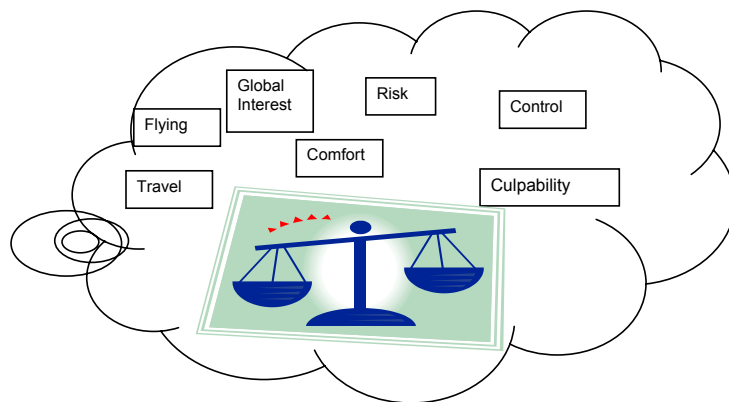 Global
Interest
Risk
Control
Flying
Comfort
Travel
Culpability